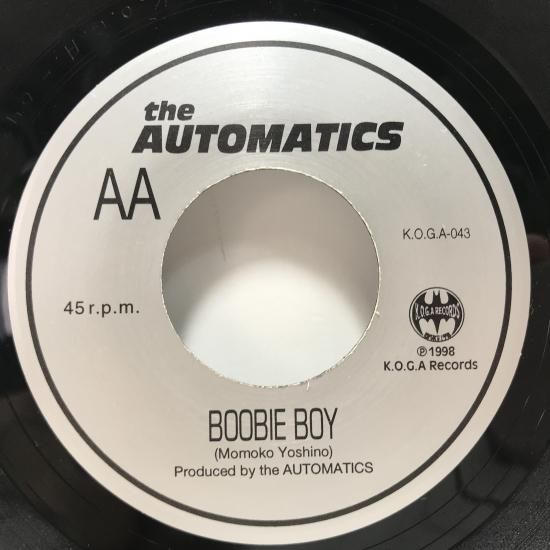 the
AUTOMATICS
AA
K.O.G.A-043
45 r.p.m.
K.O.G.A RECORDS
℗1998
K.O.G.A Records
BOOBIE BOY
(Momoko Yoshino)
Produced by the AUTOMATICS